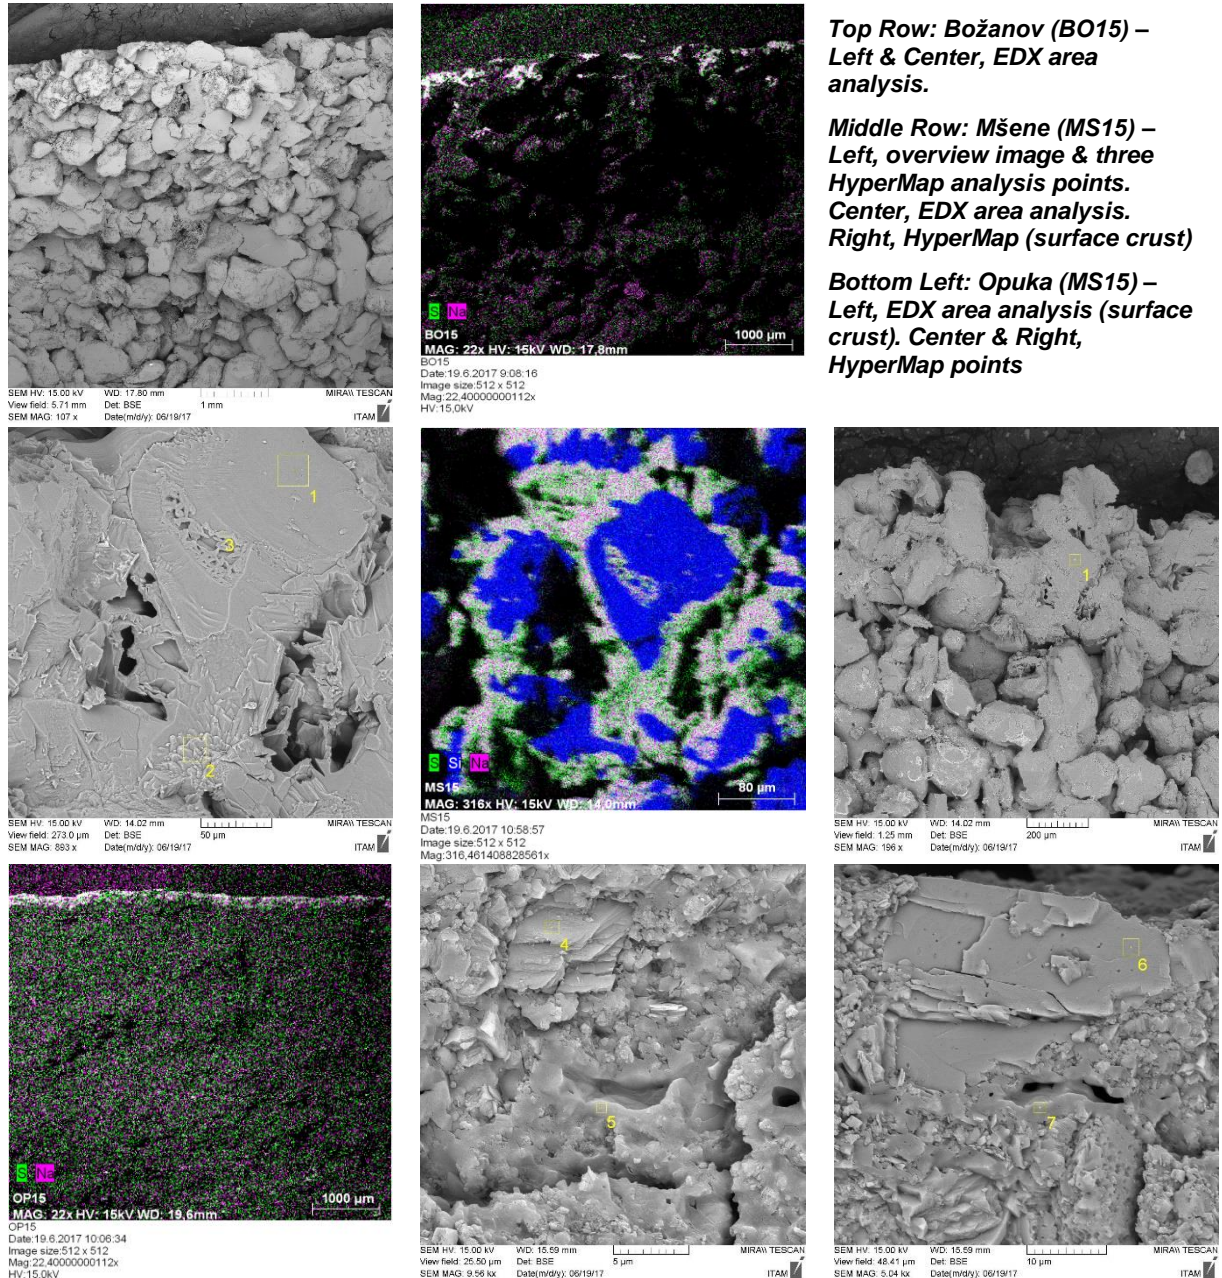 Top Row: Božanov (BO15) –
Left & Center, EDX area
analysis.
Middle Row: Mšene (MS15) –
Left, overview image & three
HyperMap analysis points.
Center, EDX area analysis.
Right, HyperMap (surface crust)
Bottom Left: Opuka (MS15) –
Left, EDX area analysis (surface
crust). Center & Right,
HyperMap points
SEM HV: 15.00 kV WD: 17.80 mm MIRA\\ TESCAN
View field: 5.71 mm Det: BSE 1 mm
SEM MAG: 107 x Date(m/d/y): 06/19/17 ITAM
S Na
BO15 1000 µm
MAG: 22x HV: 15kV WD: 17,8mm
BO15
Date:19.6.2017 9:08:16
Image size:512 x 512
Mag:22,40000000112x
HV:15,0kV
1
3
2
SEM HV: 15.00 kV WD: 14.02 mm MIRA\\ TESCAN
View field: 273.0 µm Det: BSE 50 µm
SEM MAG: 893 x Date(m/d/y): 06/19/17 ITAM
S Si Na
MS15 80 µm
MAG: 316x HV: 15kV WD: 14,0mm
MS15
Date:19.6.2017 10:58:57
Image size:512 x 512
Mag:316,461408828561x
1
SEM HV: 15.00 kV WD: 14.02 mm MIRA\\ TESCAN
View field: 1.25 mm Det: BSE 200 µm
SEM MAG: 196 x Date(m/d/y): 06/19/17 ITAM
S Na
OP15 1000 µm
MAG: 22x HV: 15kV WD: 19,6mm
OP15
Date:19.6.2017 10:06:34
Image size:512 x 512
Mag:22,40000000112x
HV:15,0kV
4
5
SEM HV: 15.00 kV WD: 15.59 mm MIRA\\ TESCAN
View field: 25.50 µm Det: BSE 5 µm
SEM MAG: 9.56 kx Date(m/d/y): 06/19/17 ITAM
6
7
SEM HV: 15.00 kV WD: 15.59 mm MIRA\\ TESCAN
View field: 48.41 µm Det: BSE 10 µm
SEM MAG: 5.04 kx Date(m/d/y): 06/19/17 ITAM